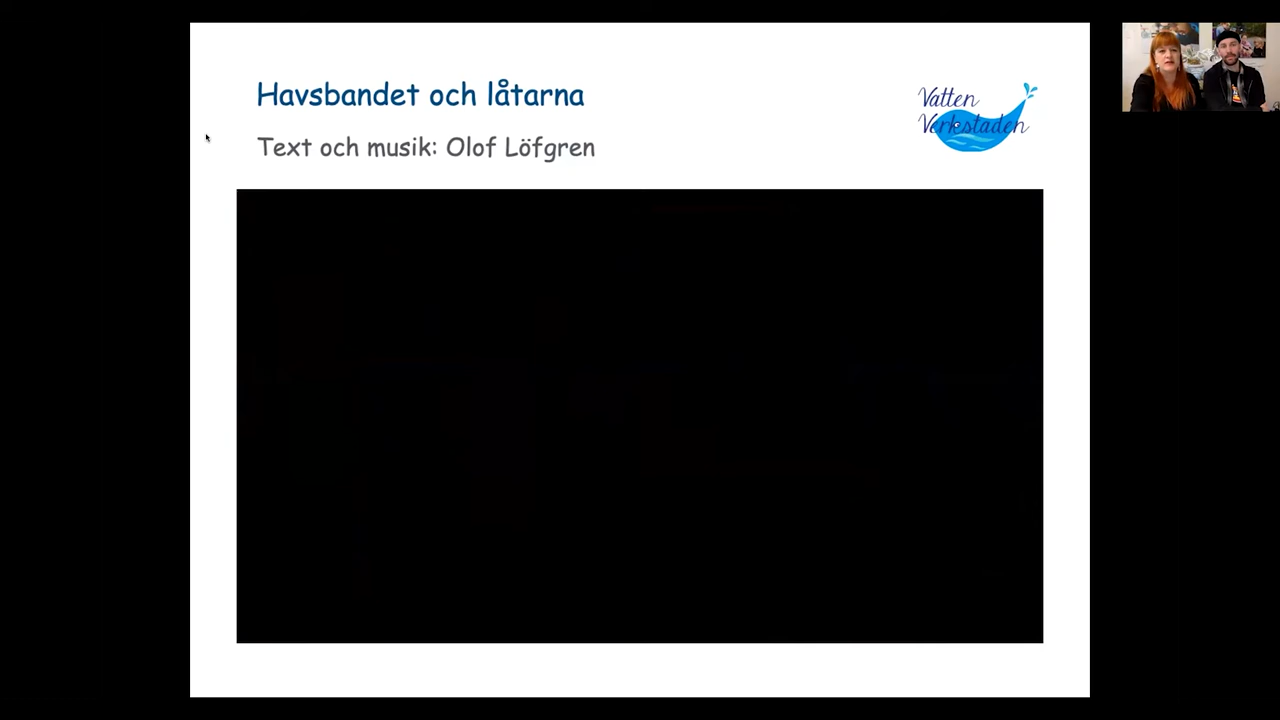 Havsbandet och låtarna
Text och musik: Olof Löfgren
Vatten
Verkstaden